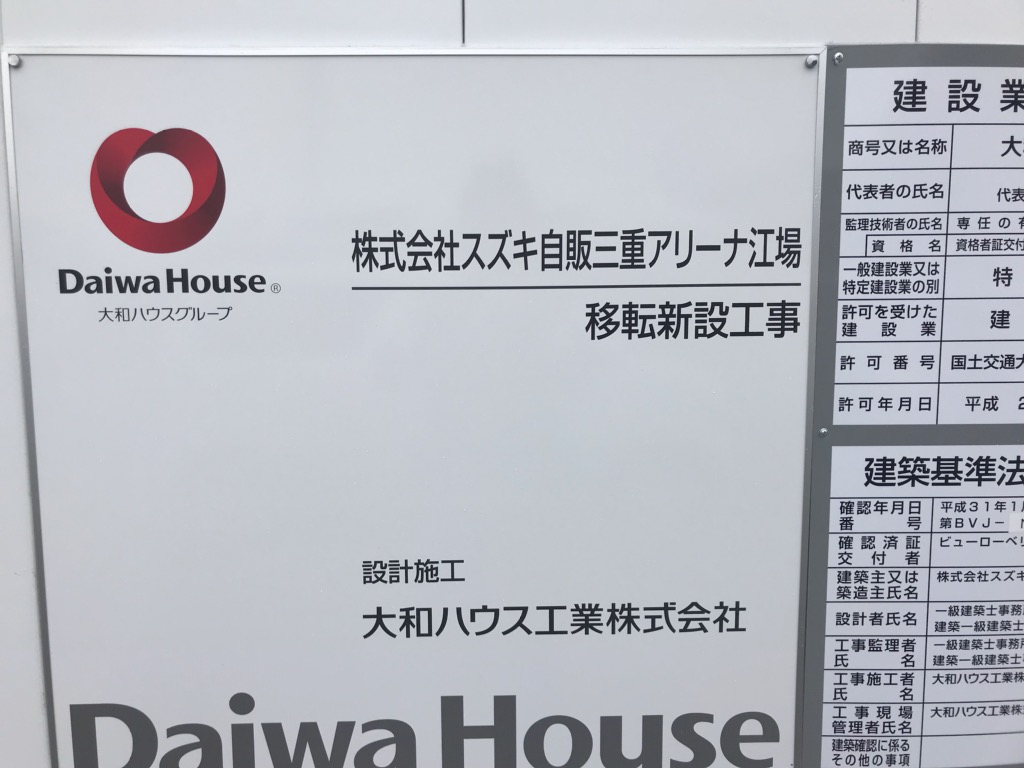 Daiwa House®
大和ハウスグループ
株式会社スズキ自販三重アリーナ江場
移転新設工事
設計施工
大和ハウス工業株式会社
Daiwa House
建設業
商号又は名称 大
代表者の氏名 代表
監理技術者の氏名 専任の
資格名 資格者証交付
一般建設業又は
特定建設業の別 特
許可を受けた
建設業 建
許可番号 国土交通大
許可年月日 平成 2
建築基準法
確認年月日 平成31年1月
番号 第BVJー
確認済証
交付者 ビューローベリ
建築主又は
築造主氏名 株式会社スズキ
設計者氏名 一級建築士事務所
建築一級建築士
工事監理者
氏名 一級建築士事務所
建築一級建築士
工事施工者
氏名 大和ハウス工業株
工事現場
管理者氏名 大和ハウス工業株
建築確認に係る
その他の事項